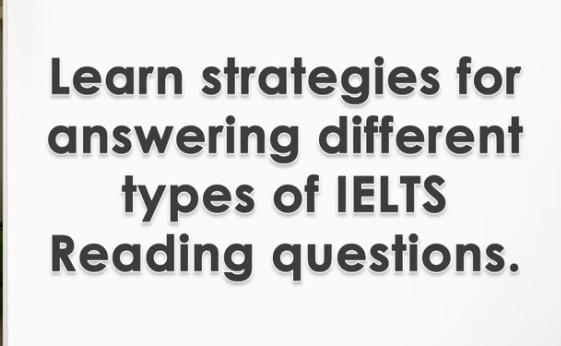 Learn strategies for
answering different
types of IELTS
Reading questions.